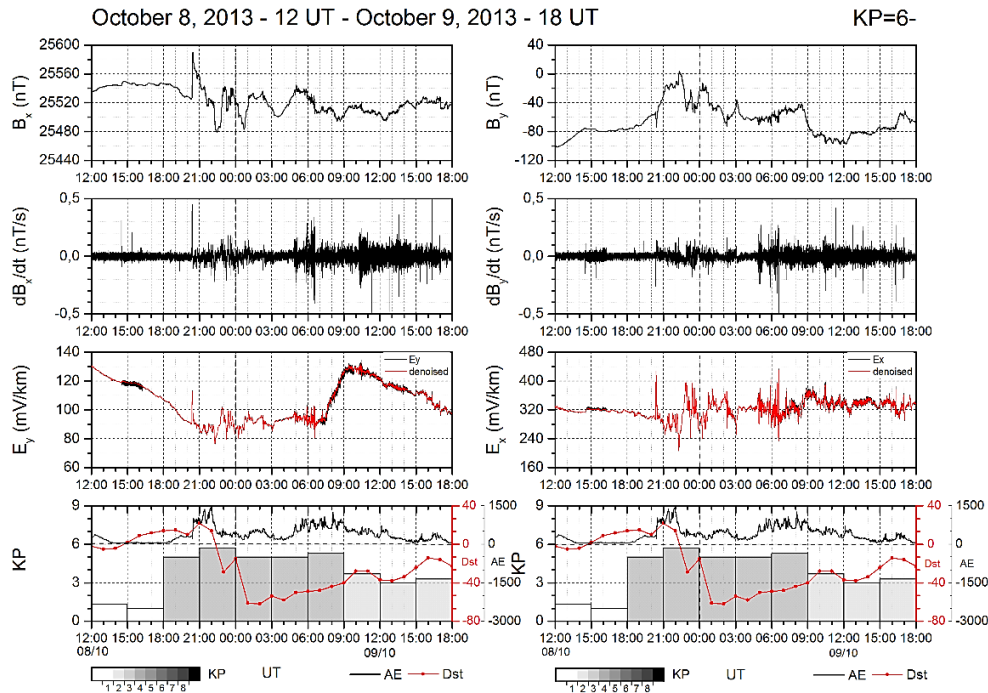 October 8, 2013 - 12 UT - October 9, 2013 - 18 UT KP=6-
25600
25560
25520
25480
25440
Bx (nT)
12:00 15:00 18:00 21:00 00:00 03:00 06:00 09:00 12:00 15:00 18:00
40
0
-40
-80
-120
By (nT)
12:00 15:00 18:00 21:00 00:00 03:00 06:00 09:00 12:00 15:00 18:00
0,5
0,0
-0,5
dBx/dt (nT/s)
12:00 15:00 18:00 21:00 00:00 03:00 06:00 09:00 12:00 15:00 18:00
0,5
0,0
-0,5
dBy/dt (nT/s)
12:00 15:00 18:00 21:00 00:00 03:00 06:00 09:00 12:00 15:00 18:00
140
120
100
80
60
Ey (mV/km)
Ey
denoised
12:00 15:00 18:00 21:00 00:00 03:00 06:00 09:00 12:00 15:00 18:00
480
400
320
240
160
Ex (mV/km)
Ex
denoised
12:00 15:00 18:00 21:00 00:00 03:00 06:00 09:00 12:00 15:00 18:00
9
6
3
0
KP
40
0
-40
-80
Dst
AE
1500
0
-1500
-3000
12:00 15:00 18:00 21:00 00:00 03:00 06:00 09:00 12:00 15:00 18:00
08/10 09/10
KP UT AE Dst
1 2 3 4 5 6 7 8
9
6
3
0
KP
40
0
-40
-80
Dst
AE
1500
0
-1500
-3000
12:00 15:00 18:00 21:00 00:00 03:00 06:00 09:00 12:00 15:00 18:00
08/10 09/10
KP UT AE Dst
1 2 3 4 5 6 7 8